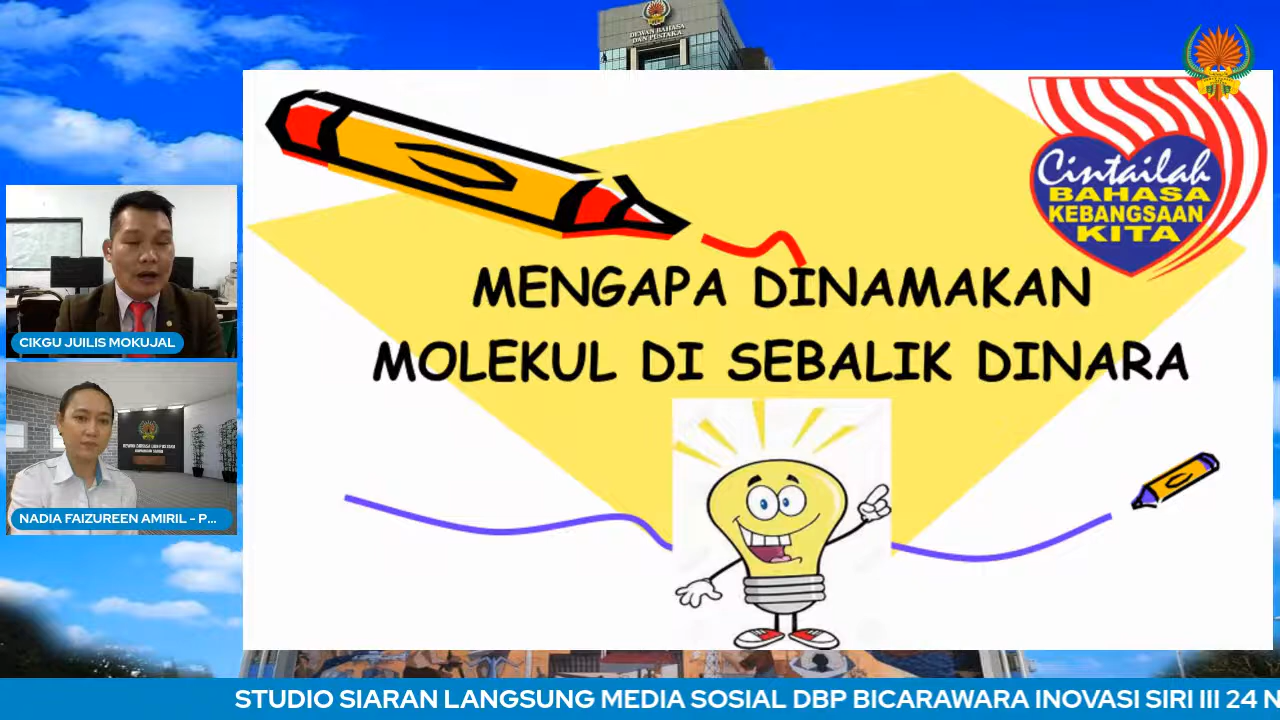 DEWAN BAHASA
DAN PUSTAKA
Cintailah
BAHASA
KEBANGSAAN
KITA
MENGAPA DINAMAKAN
MOLEKUL DI SEBALIK DINARA
CIKGU JUILIS MOKUJAL
NADIA FAIZUREEN AMIRIL - P...
STUDIO SIARAN LANGSUNG MEDIA SOSIAL DBP BICARAWARA INOVASI SIRI III 24 N